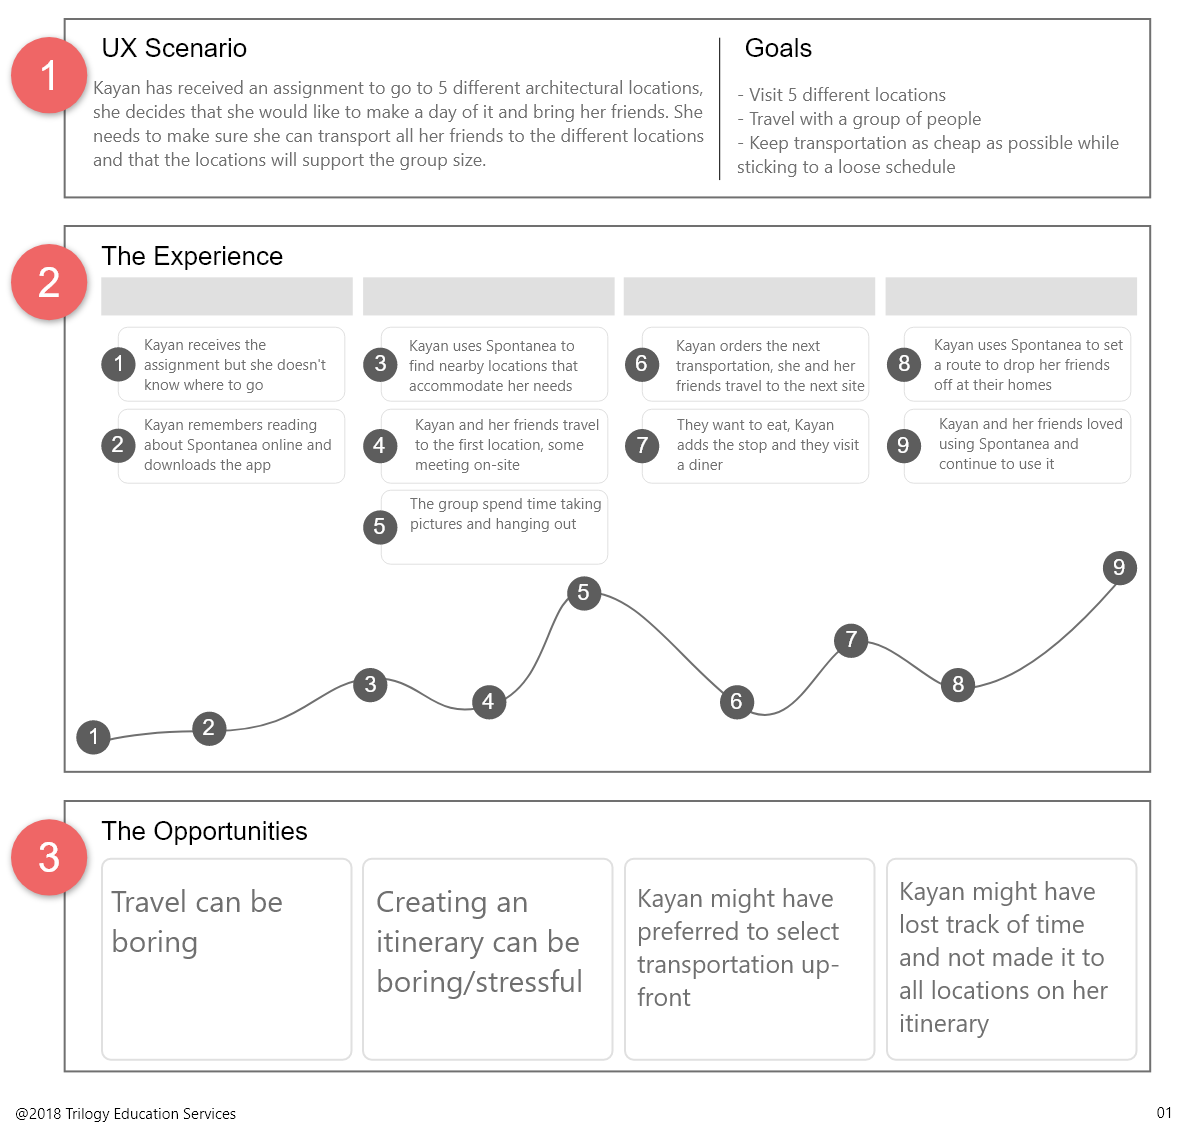 1
UX Scenario
Kayan has received an assignment to go to 5 different architectural locations,
she decides that she would like to make a day of it and bring her friends. She
needs to make sure she can transport all her friends to the different locations
and that the locations will support the group size.
Goals
- Visit 5 different locations
- Travel with a group of people
- Keep transportation as cheap as possible while
sticking to a loose schedule
2
The Experience
1
Kayan receives the
assignment but she doesn't
know where to go
2
Kayan remembers reading
about Spontanea online and
downloads the app
3
Kayan uses Spontanea to
find nearby locations that
accommodate her needs
4
Kayan and her friends travel
to the first location, some
meeting on-site
5
The group spend time taking
pictures and hanging out
6
Kayan orders the next
transportation, she and her
friends travel to the next site
7
They want to eat, Kayan
adds the stop and they visit
a diner
8
Kayan uses Spontanea to set
a route to drop her friends
off at their homes
9
Kayan and her friends loved
using Spontanea and
continue to use it
1
2
3
4
5
6
7
8
9
3
The Opportunities
Travel can be
boring
Creating an
itinerary can be
boring/stressful
Kayan might have
preferred to select
transportation up-
front
Kayan might have
lost track of time
and not made it to
all locations on her
itinerary
@2018 Trilogy Education Services
01